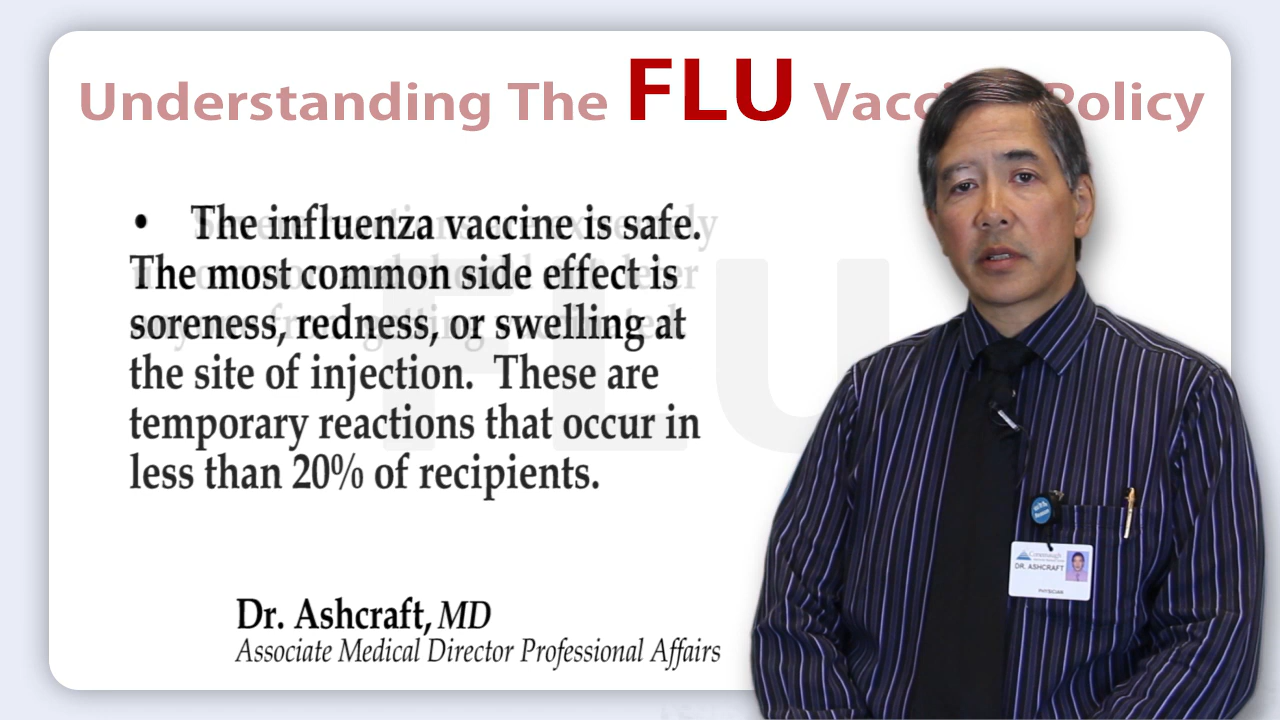 Understanding The FLU Vacci Policy
• The influenza vaccine is safe.
The most common side effect is
soreness, redness, or swelling at
the site of injection. These are
temporary reactions that occur in
less than 20% of recipients.
FLU
Dr. Ashcraft, MD
Associate Medical Director Professional Affairs
DR. ASHCRAFT
PHYSICIAN